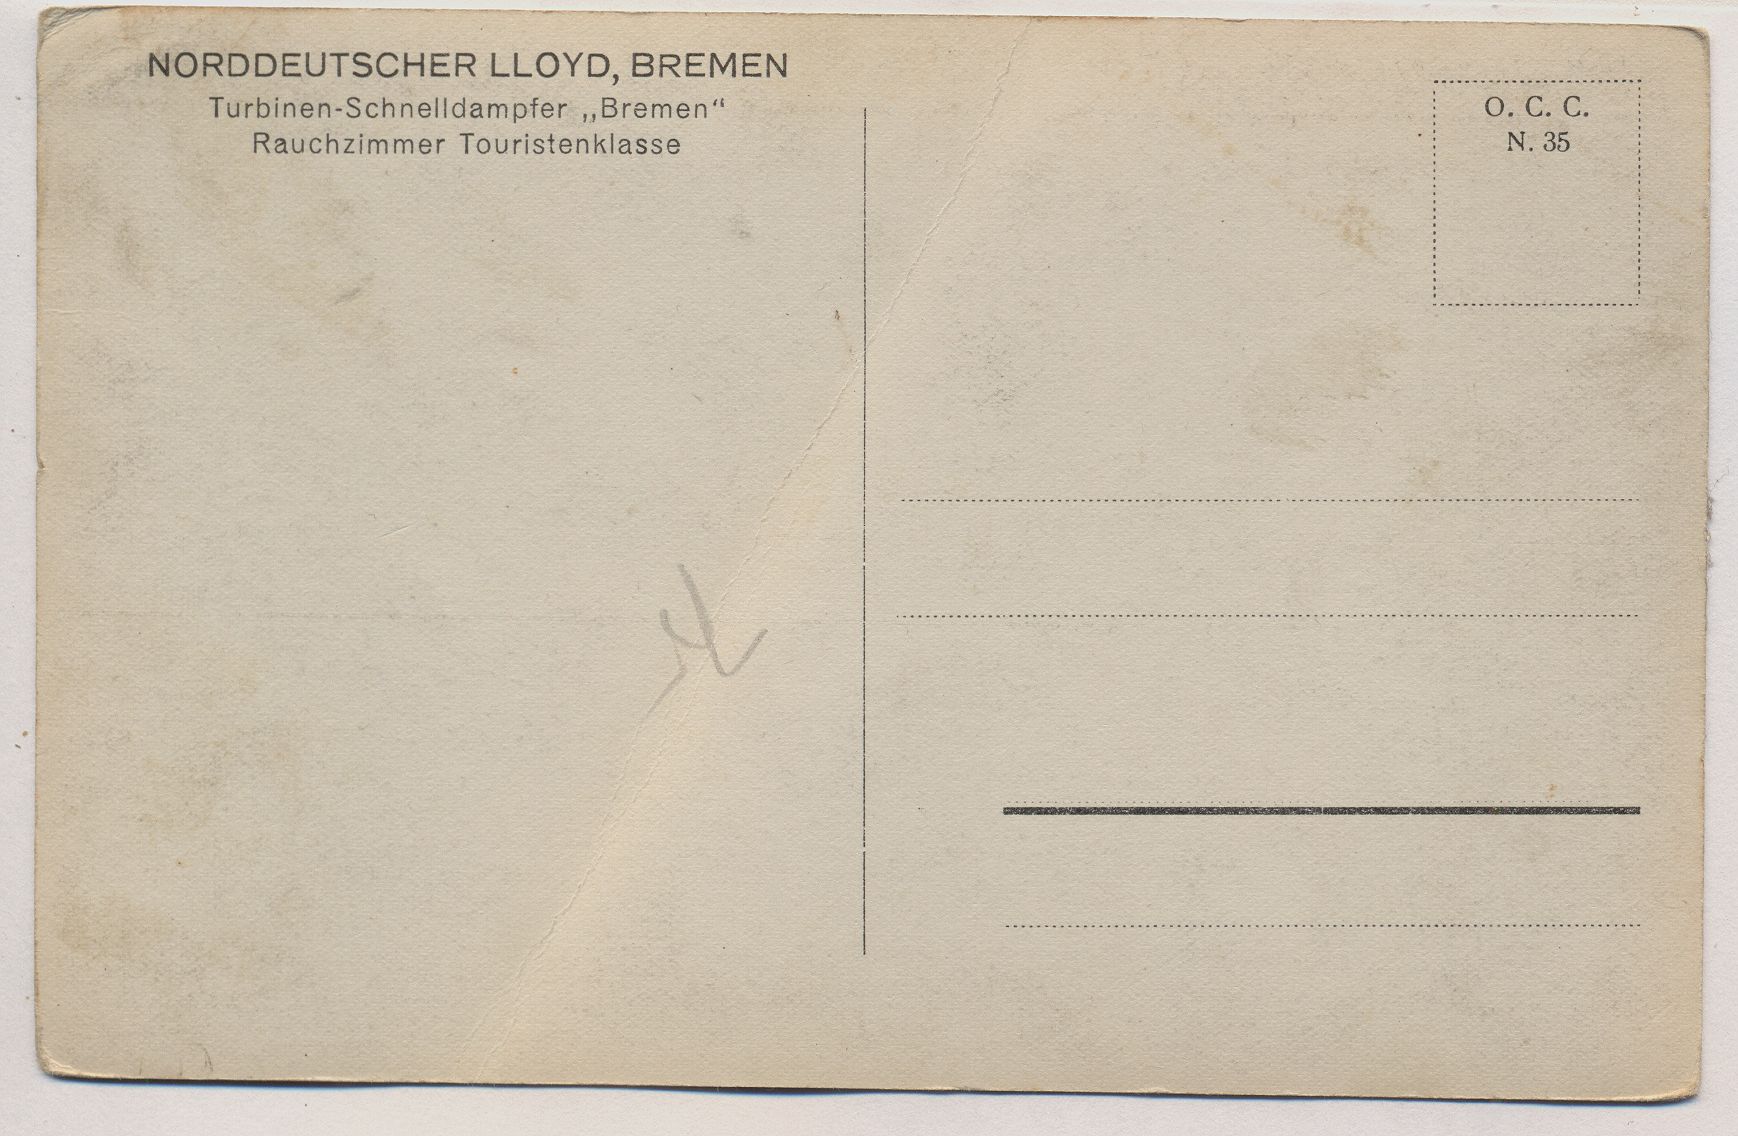 NORDDEUTSCHER LLOYD, BREMEN
Turbinen-Schnelldampfer „Bremen“
Rauchzimmer Touristenklasse
O. C. C.
N. 35